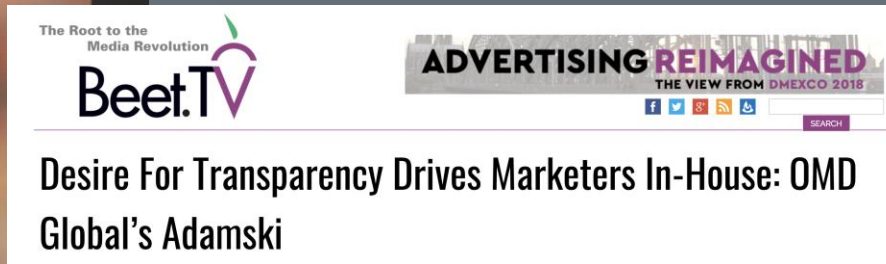 The Root to the
Media Revolution
Beet.TV
ADVERTISING REIMAGINED
THE VIEW FROM DMEXCO 2018
SEARCH
Desire For Transparency Drives Marketers In-House: OMD
Global's Adamski